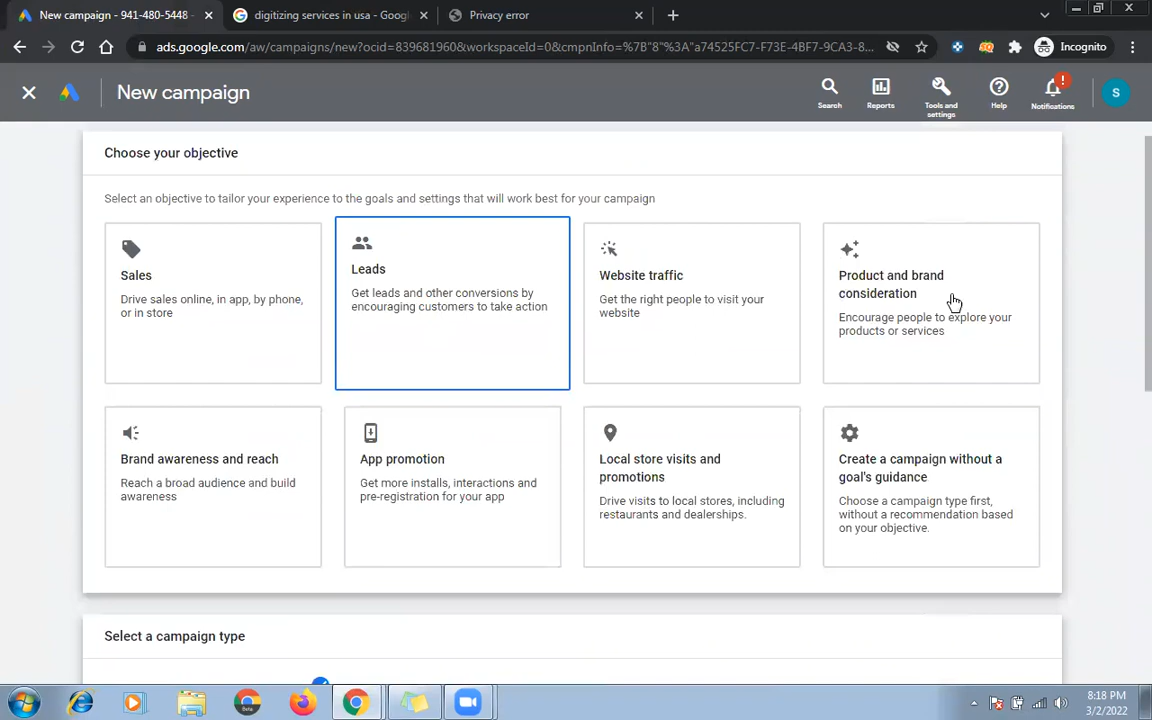 New campaign - 941-480-5448 -
digitizing services in usa - Googl
Privacy error
ads.google.com/aw/campaigns/new?ocid=839681960&workspaceId=0&cmpnInfo=%7B"8"%3A"a74525FC7-F73E-4BF7-9CA3-8...
Incognito
New campaign
Search
Reports
Tools and
settings
Help
Notifications
!
S
Choose your objective
Select an objective to tailor your experience to the goals and settings that will work best for your campaign
Sales
Drive sales online, in app, by phone,
or in store
Leads
Get leads and other conversions by
encouraging customers to take action
Website traffic
Get the right people to visit your
website
Product and brand
consideration
Encourage people to explore your
products or services
Brand awareness and reach
Reach a broad audience and build
awareness
App promotion
Get more installs, interactions and
pre-registration for your app
Local store visits and
promotions
Drive visits to local stores, including
restaurants and dealerships.
Create a campaign without a
goal's guidance
Choose a campaign type first,
without a recommendation based
on your objective.
Select a campaign type
Beta
8:18 PM
3/2/2022